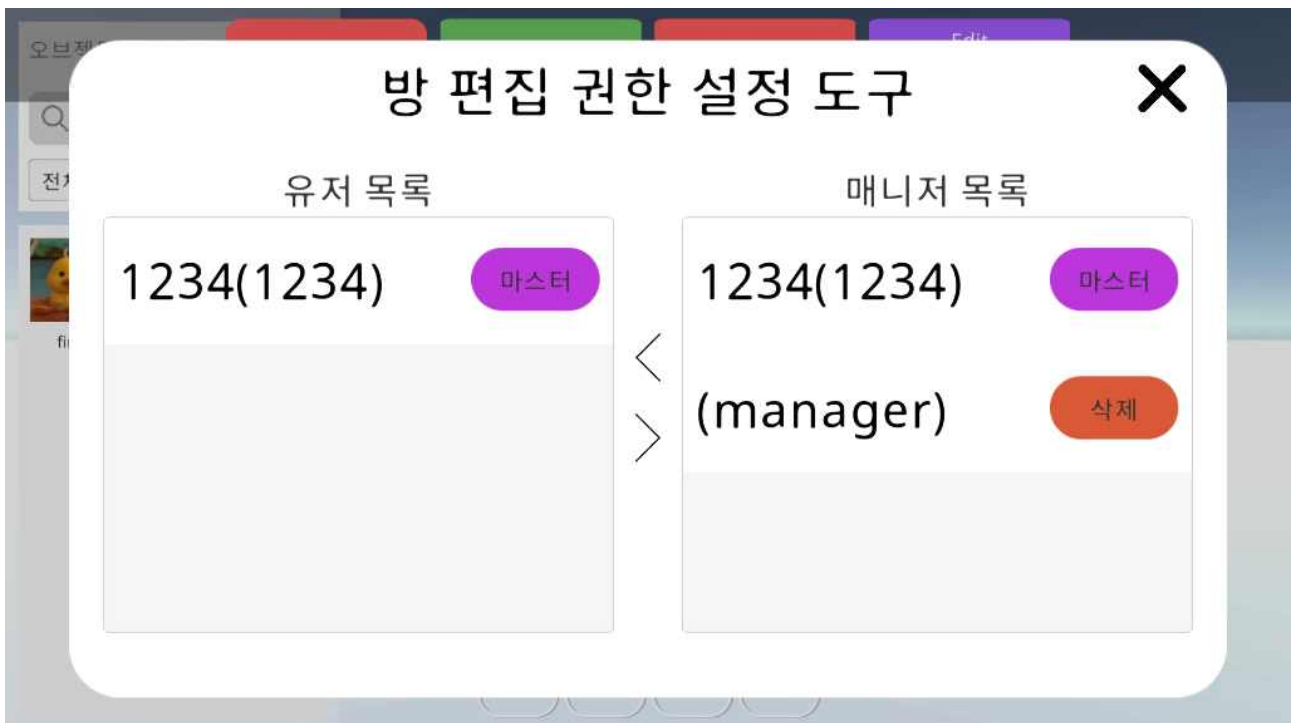 방 편집 권한 설정 도구
유저 목록
1234(1234)
마스터
매니저 목록
1234(1234)
마스터
(manager)
삭제